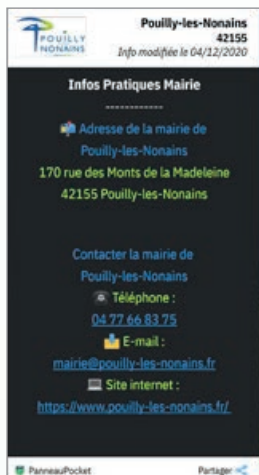 POUILLY
NONAINS
Pouilly-les-Nonains
42155
Info modifiée le 04/12/2020
Infos Pratiques Mairie
------------
Adresse de la mairie de
Pouilly-les-Nonains
170 rue des Monts de la Madeleine
42155 Pouilly-les-Nonains
Contacter la mairie de
Pouilly-les-Nonains
Téléphone :
04 77 66 83 75
E-mail :
mairie@pouilly-les-nonains.fr
Site internet :
https://www.pouilly-les-nonains.fr/
PanneauPocket
Partager